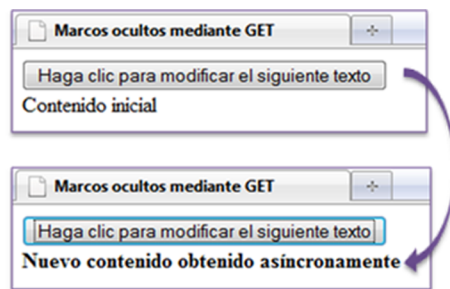 Marcos ocultos mediante GET
Haga clic para modificar el siguiente texto
Contenido inicial
Marcos ocultos mediante GET
Haga clic para modificar el siguiente texto
Nuevo contenido obtenido asíncronamente